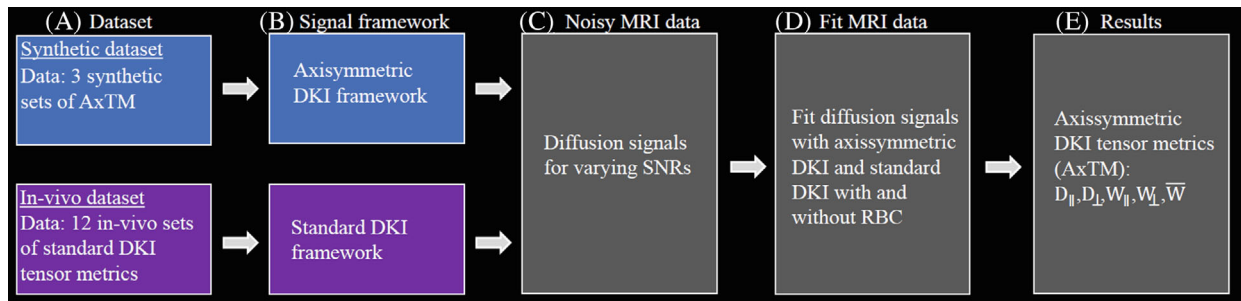 (A) Dataset
(B) Signal framework
(C) Noisy MRI data
(D) Fit MRI data
(E) Results
Synthetic dataset
Data: 3 synthetic
sets of AxTM
Axisymmetric
DKI framework
In-vivo dataset
Data: 12 in-vivo sets
of standard DKI
tensor metrics
Standard DKI
framework
Diffusion signals
for varying SNRs
Fit diffusion signals
with axissymmetric
DKI and standard
DKI with and
without RBC
Axissymmetric
DKI tensor metrics
(AxTM):
D∥,D⊥,W∥,W⊥,W̅